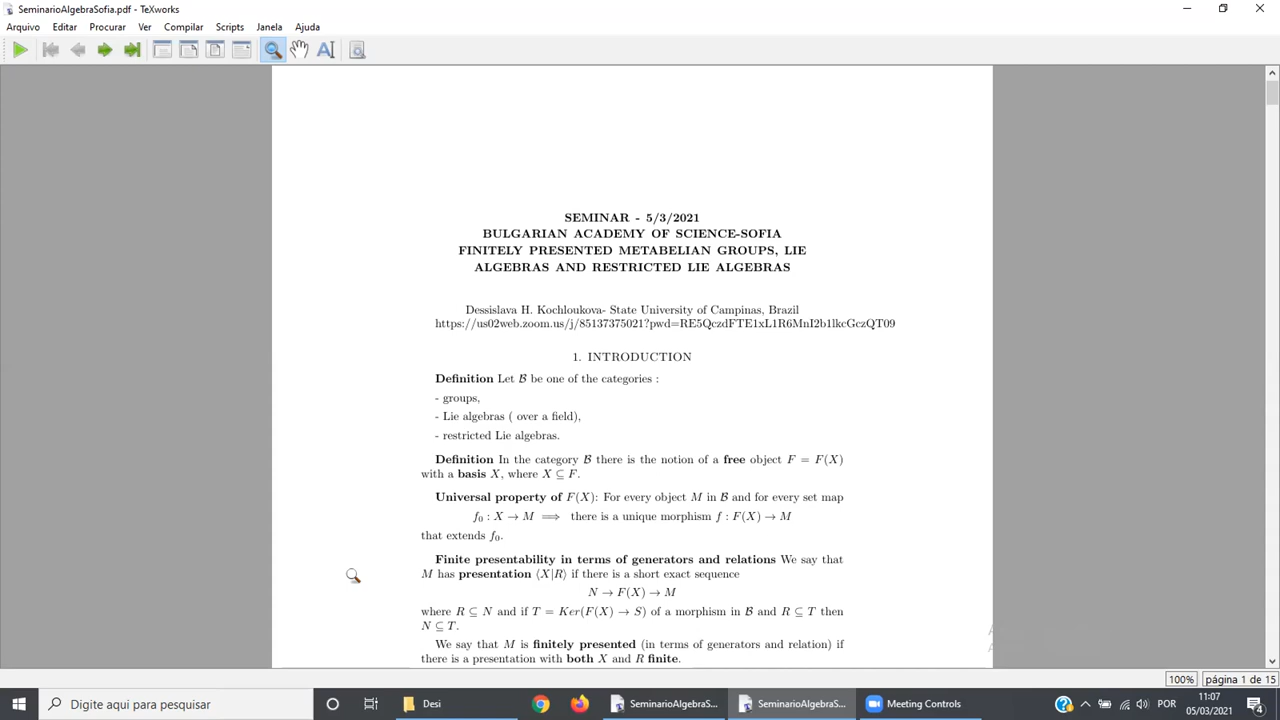 SeminarioAlgebraSofia.pdf - TeXworks
Arquivo Editar Procurar Ver Compilar Scripts Janela Ajuda
SEMINAR - 5/3/2021
BULGARIAN ACADEMY OF SCIENCE-SOFIA
FINITELY PRESENTED METABELIAN GROUPS, LIE
ALGEBRAS AND RESTRICTED LIE ALGEBRAS
Dessislava H. Kochloukova- State University of Campinas, Brazil
https://us02web.zoom.us/j/85137375021?pwd=RE5QczdFTE1xL1R6MnI2b1lkcGczQT09
1. INTRODUCTION
Definition Let ℬ be one of the categories :
- groups,
- Lie algebras ( over a field),
- restricted Lie algebras.
Definition In the category ℬ there is the notion of a free object F = F(X)
with a basis X, where X ⊆ F.
Universal property of F(X): For every object M in ℬ and for every set map
f₀ : X → M ⟹ there is a unique morphism f : F(X) → M
that extends f₀.
Finite presentability in terms of generators and relations We say that
M has presentation ⟨X|R⟩ if there is a short exact sequence
N → F(X) → M
where R ⊆ N and if T = Ker(F(X) → S) of a morphism in ℬ and R ⊆ T then
N ⊆ T.
We say that M is finitely presented (in terms of generators and relation) if
there is a presentation with both X and R finite.
100% página 1 de 15
Digite aqui para pesquisar
Desi
SeminarioAlgebraS...
SeminarioAlgebraS...
Meeting Controls
POR
11:07
05/03/2021
4